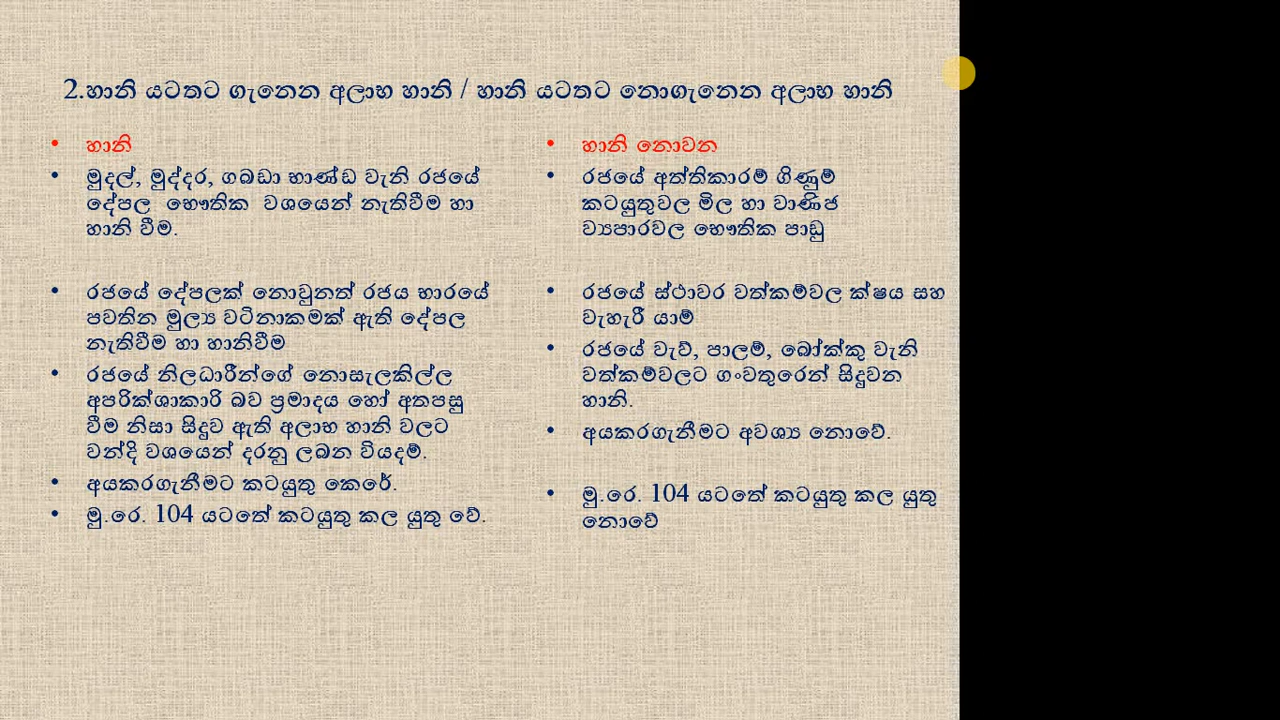 2.හානි යටතට ගැනෙන අලාභ හානි / හානි යටතට නොගැනෙන අලාභ හානි
• හානි
• මුදල්, මුද්දර, ගබඩා භාණ්ඩ වැනි රජයේ
දේපල භෞතික වශයෙන් නැතිවීම හා
හානි වීම.
• රජයේ දේපලක් නොවුනත් රජය භාරයේ
පවතින මුල්‍ය වටිනාකමක් ඇති දේපල
නැතිවීම හා හානිවීම
• රජයේ නිලධාරීන්ගේ නොසැලකිල්ල
අපරික්ශාකාරි බව ප්‍රමාදය හෝ අතපසු
වීම නිසා සිදුව ඇති අලාභ හානි වලට
වන්දි වශයෙන් දරනු ලබන වියදම්.
• අයකරගැනීමට කටයුතු කෙරේ.
• මු.රෙ. 104 යටතේ කටයුතු කල යුතු වේ.
• හානි නොවන
• රජයේ අත්තිකාරම් ගිණුම්
කටයුතුවල මිල හා වාණිජ
ව්‍යපාරවල භෞතික පාඩු
• රජයේ ස්ථාවර වත්කම්වල ක්ෂය සහ
වැහැරී යාම්
• රජයේ වැව්, පාලම්, බෝක්කු වැනි
වත්කම්වලට ගංවතුරෙන් සිදුවන
හානි.
• අයකරගැනීමට අවශ්‍ය නොවේ.
• මු.රෙ. 104 යටතේ කටයුතු කල යුතු
නොවේ